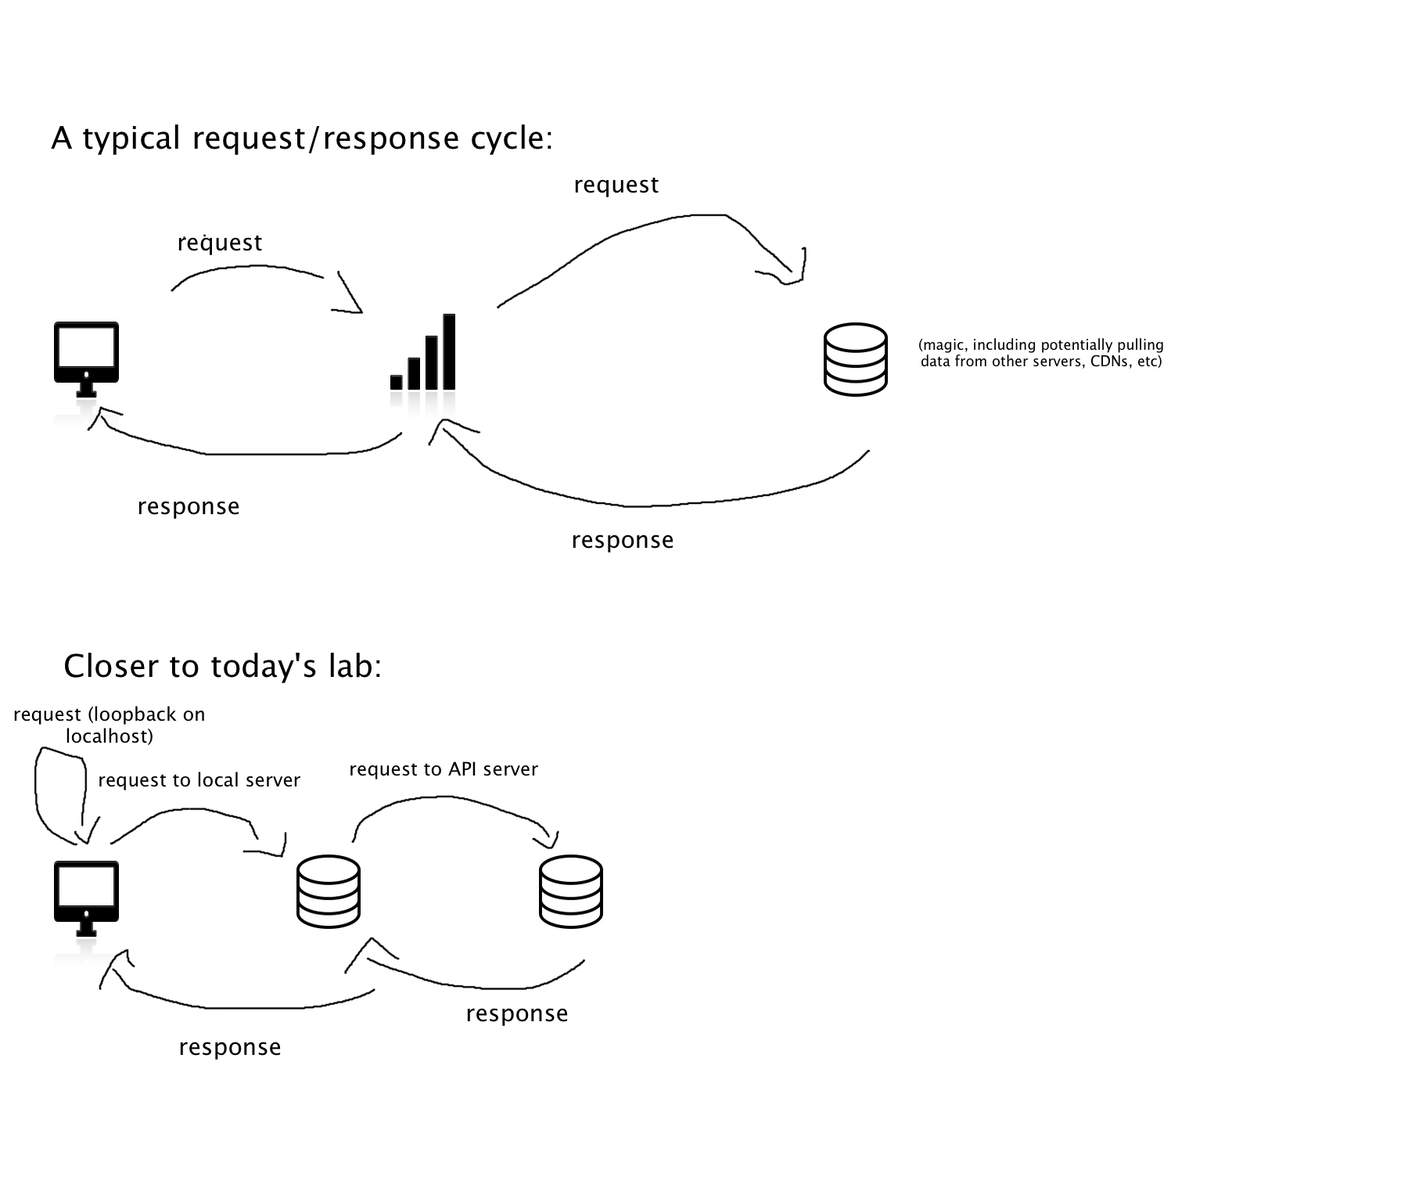 A typical request/response cycle:
request
request
(magic, including potentially pulling
data from other servers, CDNs, etc)
response
response
Closer to today's lab:
request (loopback on
localhost)
request to local server
request to API server
response
response